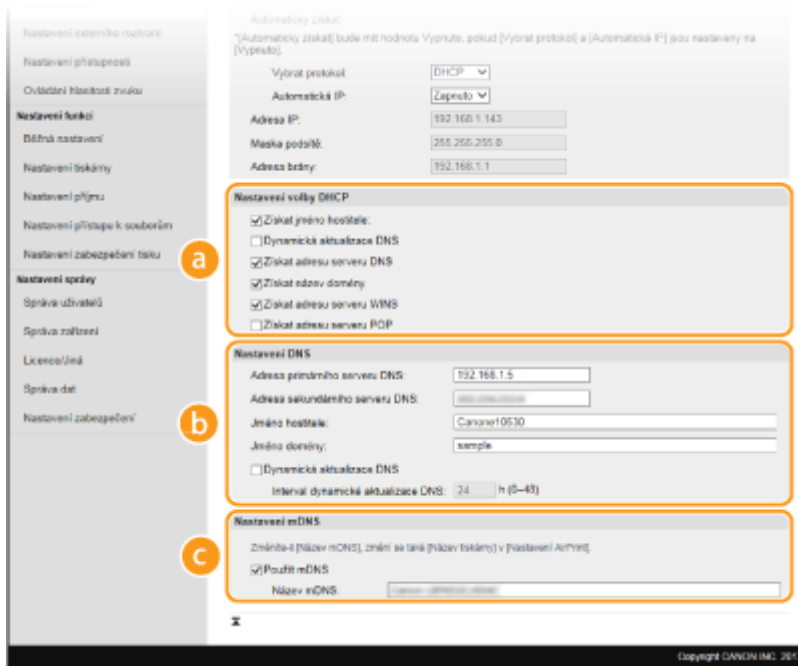 Nastavení externího rozhraní
Nastavení přístupnosti
Ovládání hlasitosti zvuku
Nastavení funkcí
Běžná nastavení
Nastavení tiskárny
Nastavení příjmu
Nastavení přístupu k souborům
Nastavení zabezpečení tisku
Nastavení správy
Správa uživatelů
Správa zařízení
Licence/Jiná
Správa dat
Nastavení zabezpečení
Automaticky získat
*[Automaticky získat] bude mít hodnotu Vypnuto, pokud [Vybrat protokol] a [Automatická IP] jsou nastaveny na
[Vypnuto].
Vybrat protokol: DHCP
Automatická IP: Zapnuto
Adresa IP: 192.168.1.143
Maska podsítě: 255.255.255.0
Adresa brány: 192.168.1.1
a
Nastavení volby DHCP
Získat jméno hostitele:
Dynamická aktualizace DNS
Získat adresu serveru DNS
Získat název domény
Získat adresu serveru WINS
Získat adresu serveru POP
b
Nastavení DNS
Adresa primárního serveru DNS: 192.168.1.5
Adresa sekundárního serveru DNS:
Jméno hostitele: Canone10530
Jméno domény: sample
Dynamická aktualizace DNS
Interval dynamické aktualizace DNS: 24 h (0–48)
c
Nastavení mDNS
Změníte-li [Název mDNS], změní se také [Název tiskárny] v [Nastavení AirPrint].
Použít mDNS
Název mDNS:
Copyright CANON INC. 201